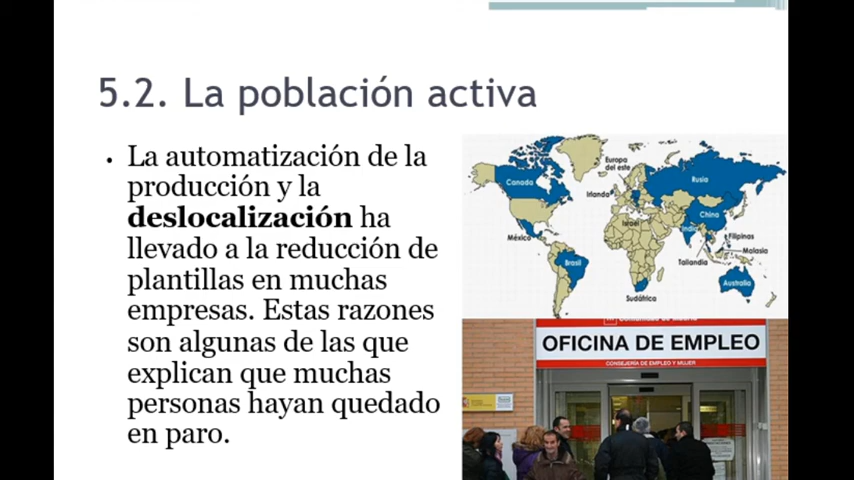 5.2. La población activa
• La automatización de la
producción y la
deslocalización ha
llevado a la reducción de
plantillas en muchas
empresas. Estas razones
son algunas de las que
explican que muchas
personas hayan quedado
en paro.
Canada
Europa
del este
Rusia
Irlanda
China
Israel
India
México
Filipinas
Malasia
Tailandia
Brasil
Australia
Sudáfrica
OFICINA DE EMPLEO
CONSEJERÍA DE EMPLEO Y MUJER